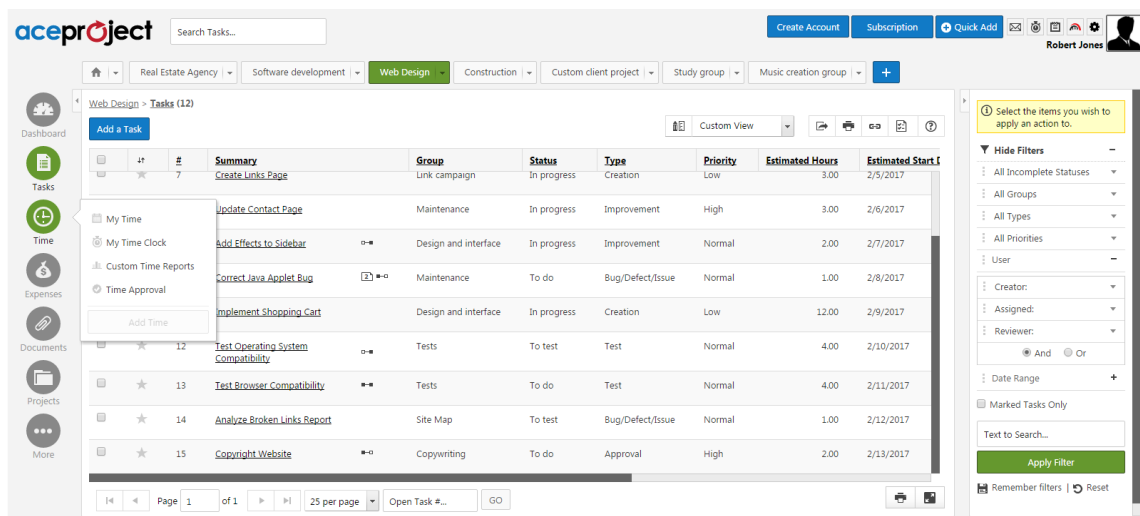 aceproject
Search Tasks...
Create Account
Subscription
Quick Add
Robert Jones
Real Estate Agency
Software development
Web Design
Construction
Custom client project
Study group
Music creation group
+
Dashboard
Tasks
Time
Expenses
Documents
Projects
More
Web Design > Tasks (12)
Add a Task
Custom View
# Summary Group Status Type Priority Estimated Hours Estimated Start D
7 Create Links Page Link campaign In progress Creation Low 3.00 2/5/2017
Update Contact Page Maintenance In progress Improvement High 3.00 2/6/2017
Add Effects to Sidebar Design and interface In progress Improvement Normal 2.00 2/7/2017
Correct Java Applet Bug 2 Maintenance To do Bug/Defect/Issue Normal 1.00 2/8/2017
Implement Shopping Cart Design and interface In progress Creation Low 12.00 2/9/2017
12 Test Operating System Tests To test Test Normal 4.00 2/10/2017
Compatibility
13 Test Browser Compatibility Tests To do Test Normal 4.00 2/11/2017
14 Analyze Broken Links Report Site Map To test Bug/Defect/Issue Normal 1.00 2/12/2017
15 Copyright Website Copywriting To do Approval High 2.00 2/13/2017
My Time
My Time Clock
Custom Time Reports
Time Approval
Add Time
Page 1 of 1
25 per page
Open Task #...
GO
Select the items you wish to
apply an action to.
Hide Filters
All Incomplete Statuses
All Groups
All Types
All Priorities
User
Creator:
Assigned:
Reviewer:
And Or
Date Range
Marked Tasks Only
Text to Search...
Apply Filter
Remember filters | Reset